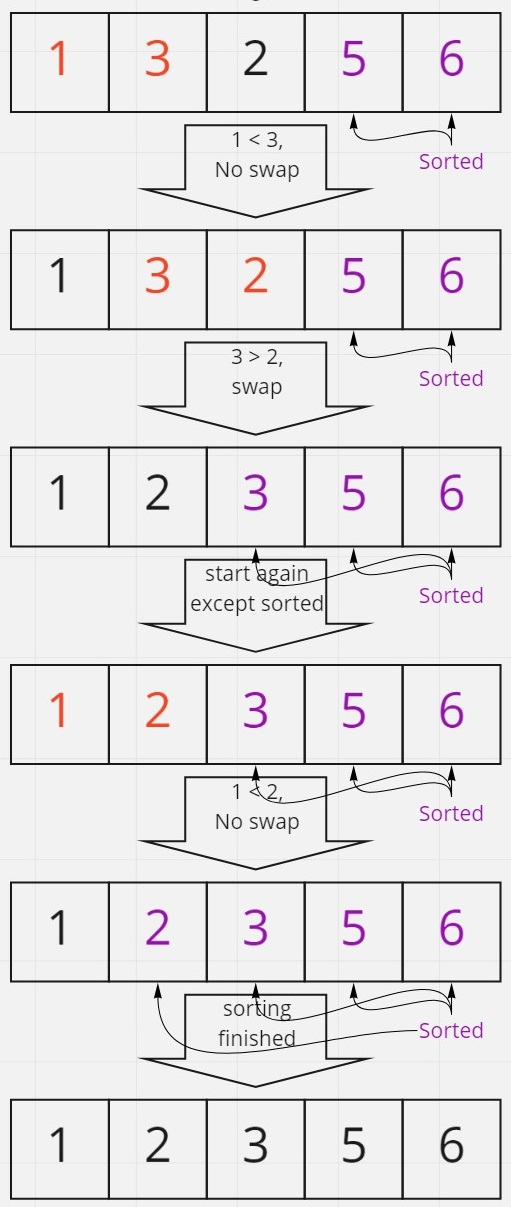 1 3 2 5 6
1 < 3,
No swap
Sorted
1 3 2 5 6
3 > 2,
swap
Sorted
1 2 3 5 6
start again
except sorted
Sorted
1 2 3 5 6
1 < 2,
No swap
Sorted
1 2 3 5 6
sorting
finished
Sorted
1 2 3 5 6